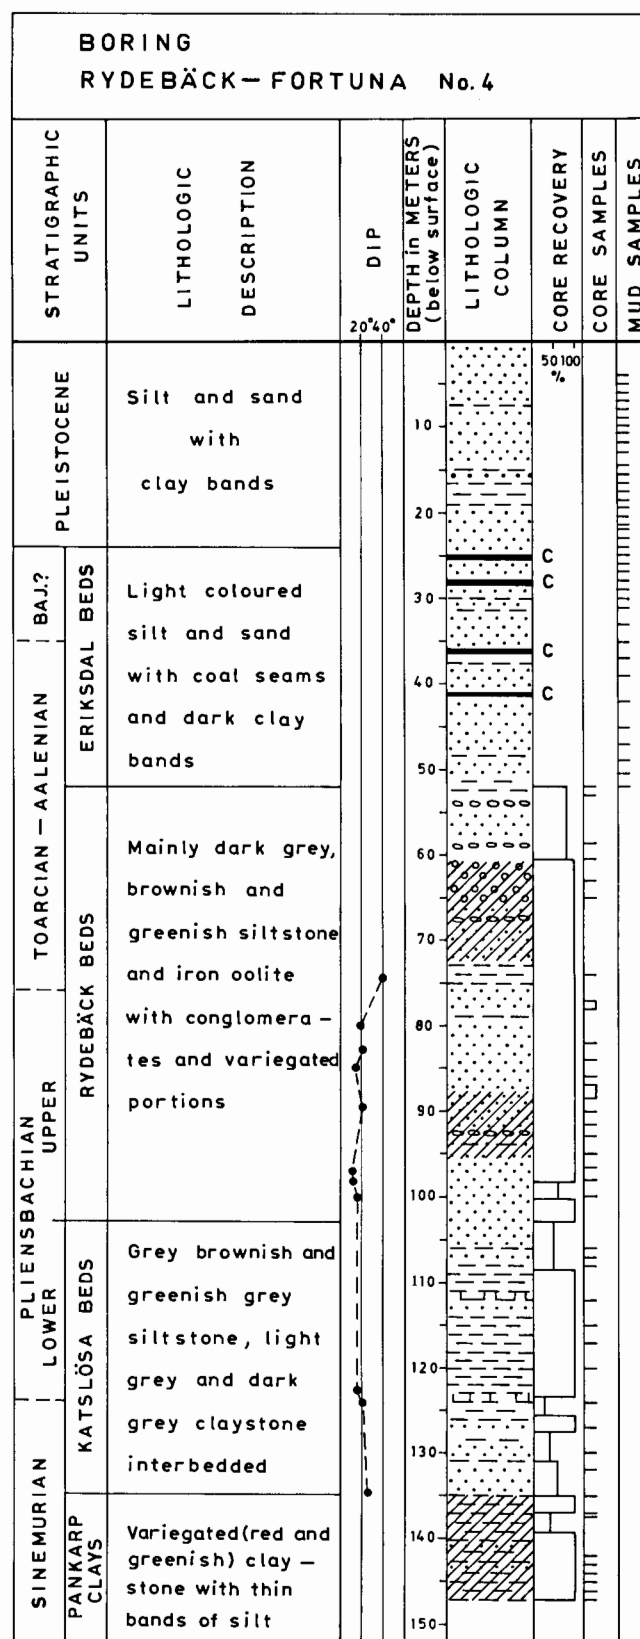 BORING
RYDEBÄCK — FORTUNA No. 4
STRATIGRAPHIC
UNITS
LITHOLOGIC
DESCRIPTION
DIP
20° 40°
DEPTH in METERS
(below surface)
LITHOLOGIC
COLUMN
CORE RECOVERY
50 100
%
CORE SAMPLES
MUD SAMPLES
PLEISTOCENE
Silt and sand
with
clay bands
BAJ.?
ERIKSDAL BEDS
Light coloured
silt and sand
with coal seams
and dark clay
bands
TOARCIAN — AALENIAN
RYDEBÄCK BEDS
Mainly dark grey,
brownish and
greenish siltstone
and iron oolite
with conglomera —
tes and variegated
portions
PLIENSBACHIAN
UPPER
LOWER
KATSLÖSA BEDS
Grey brownish and
greenish grey
siltstone, light
grey and dark
grey claystone
interbedded
SINEMURIAN
PANKARP
CLAYS
Variegated (red and
greenish) clay —
stone with thin
bands of silt
10
20
30
40
50
60
70
80
90
100
110
120
130
140
150
C
C
C
C